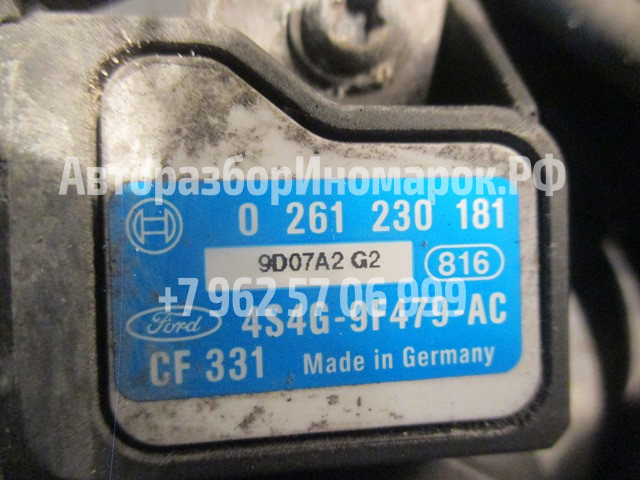 АвторазборИномарок.РФ
0 261 230 181
9D07A2 G2
816
+7 962 57 06 999
Ford
4S4G-9F479-AC
CF 331 Made in Germany